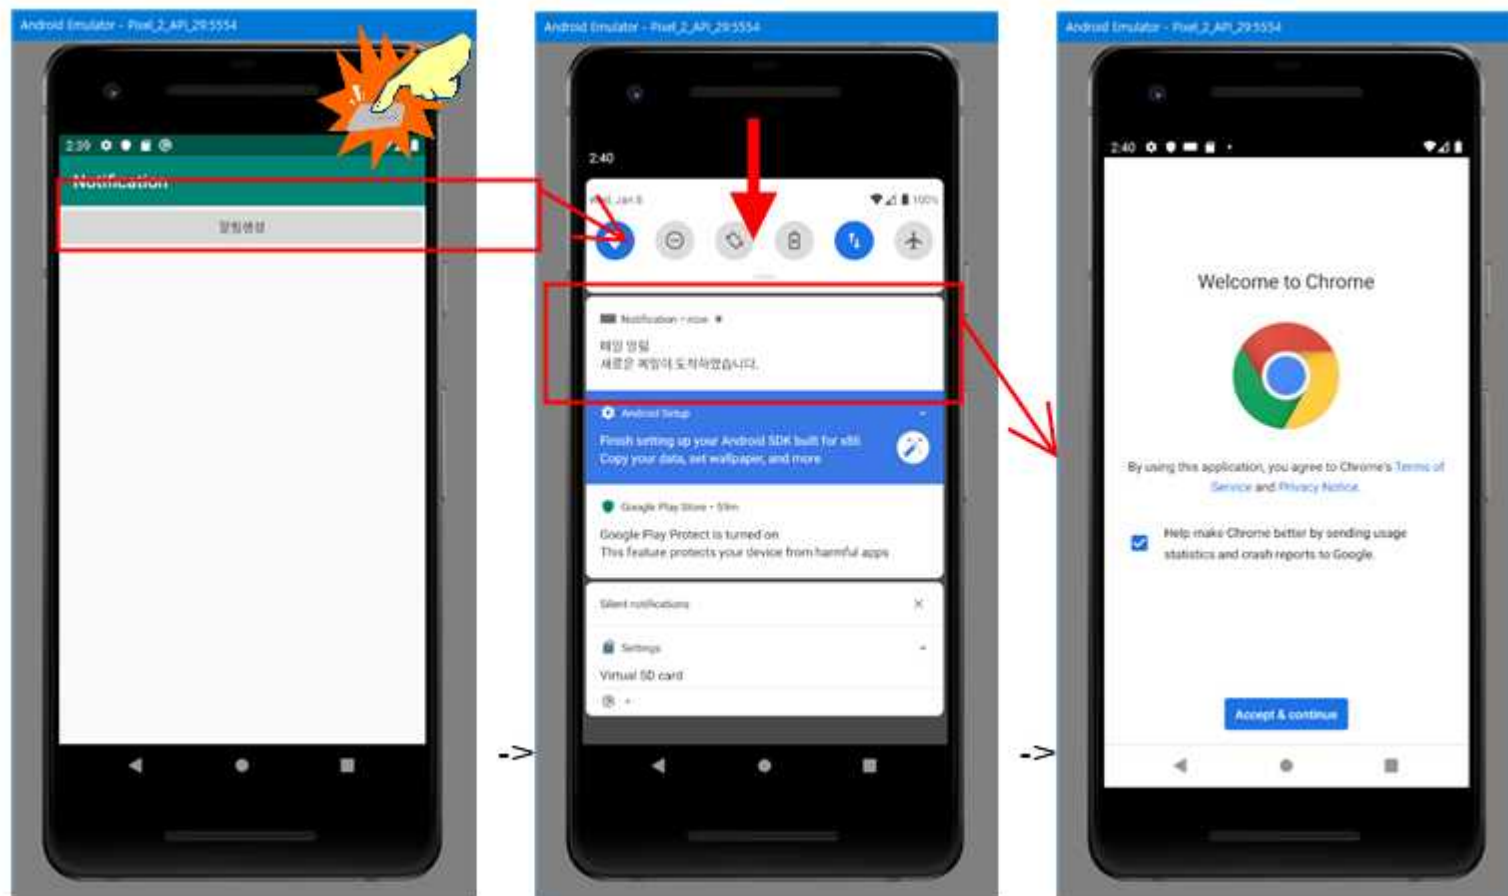 Android Emulator - Pixel_2_API_29:5554
2:39
Notification
알림생성
->
Android Emulator - Pixel_2_API_29:5554
2:40
Wed, Jan 8
100%
Notification • now
메일 알림
새로운 메일이 도착하였습니다.
Android Setup
Finish setting up your Android SDK built for x86
Copy your data, set wallpaper, and more
Google Play Store • 59m
Google Play Protect is turned on
This feature protects your device from harmful apps
Silent notifications
Settings
Virtual SD card
->
Android Emulator - Pixel_2_API_29:5554
2:40
Welcome to Chrome
By using this application, you agree to Chrome's Terms of
Service and Privacy Notice.
Help make Chrome better by sending usage
statistics and crash reports to Google.
Accept & continue